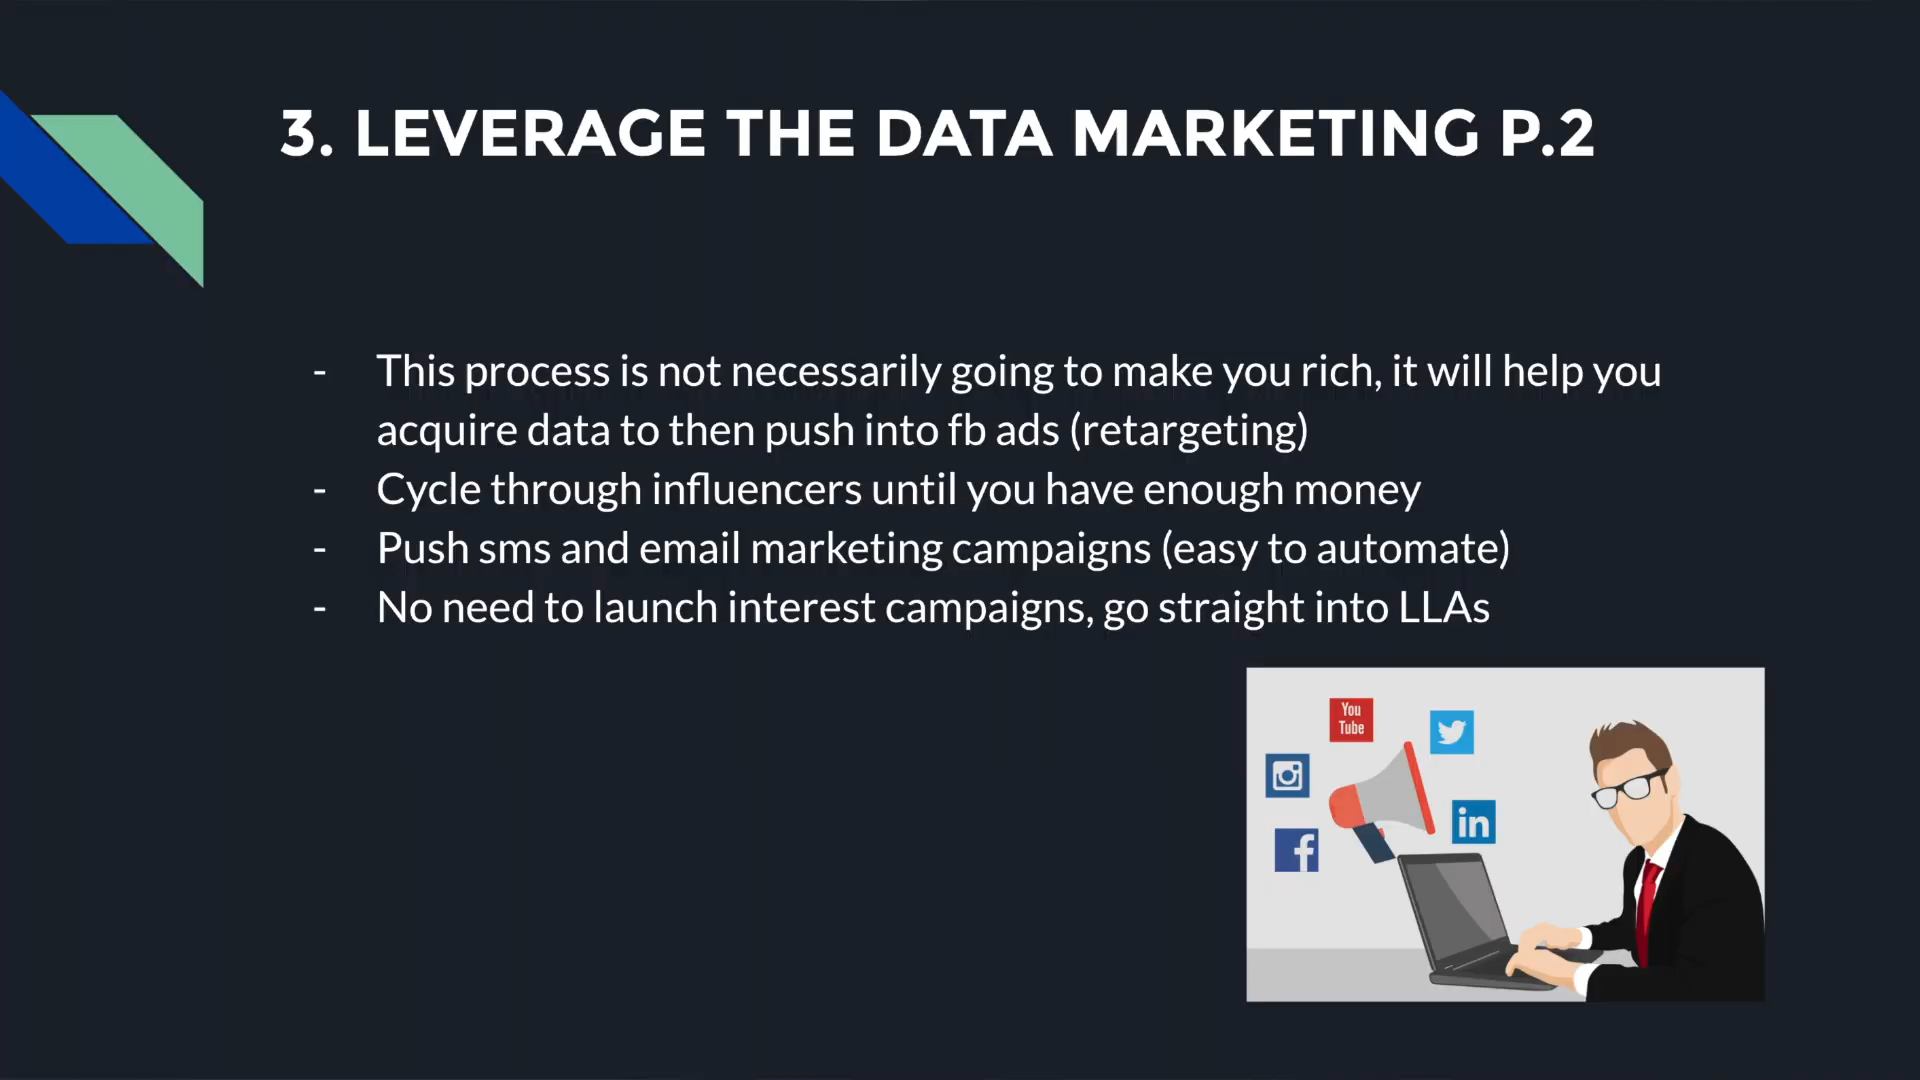 3. LEVERAGE THE DATA MARKETING P.2
- This process is not necessarily going to make you rich, it will help you
acquire data to then push into fb ads (retargeting)
- Cycle through influencers until you have enough money
- Push sms and email marketing campaigns (easy to automate)
- No need to launch interest campaigns, go straight into LLAs
You
Tube
in
f